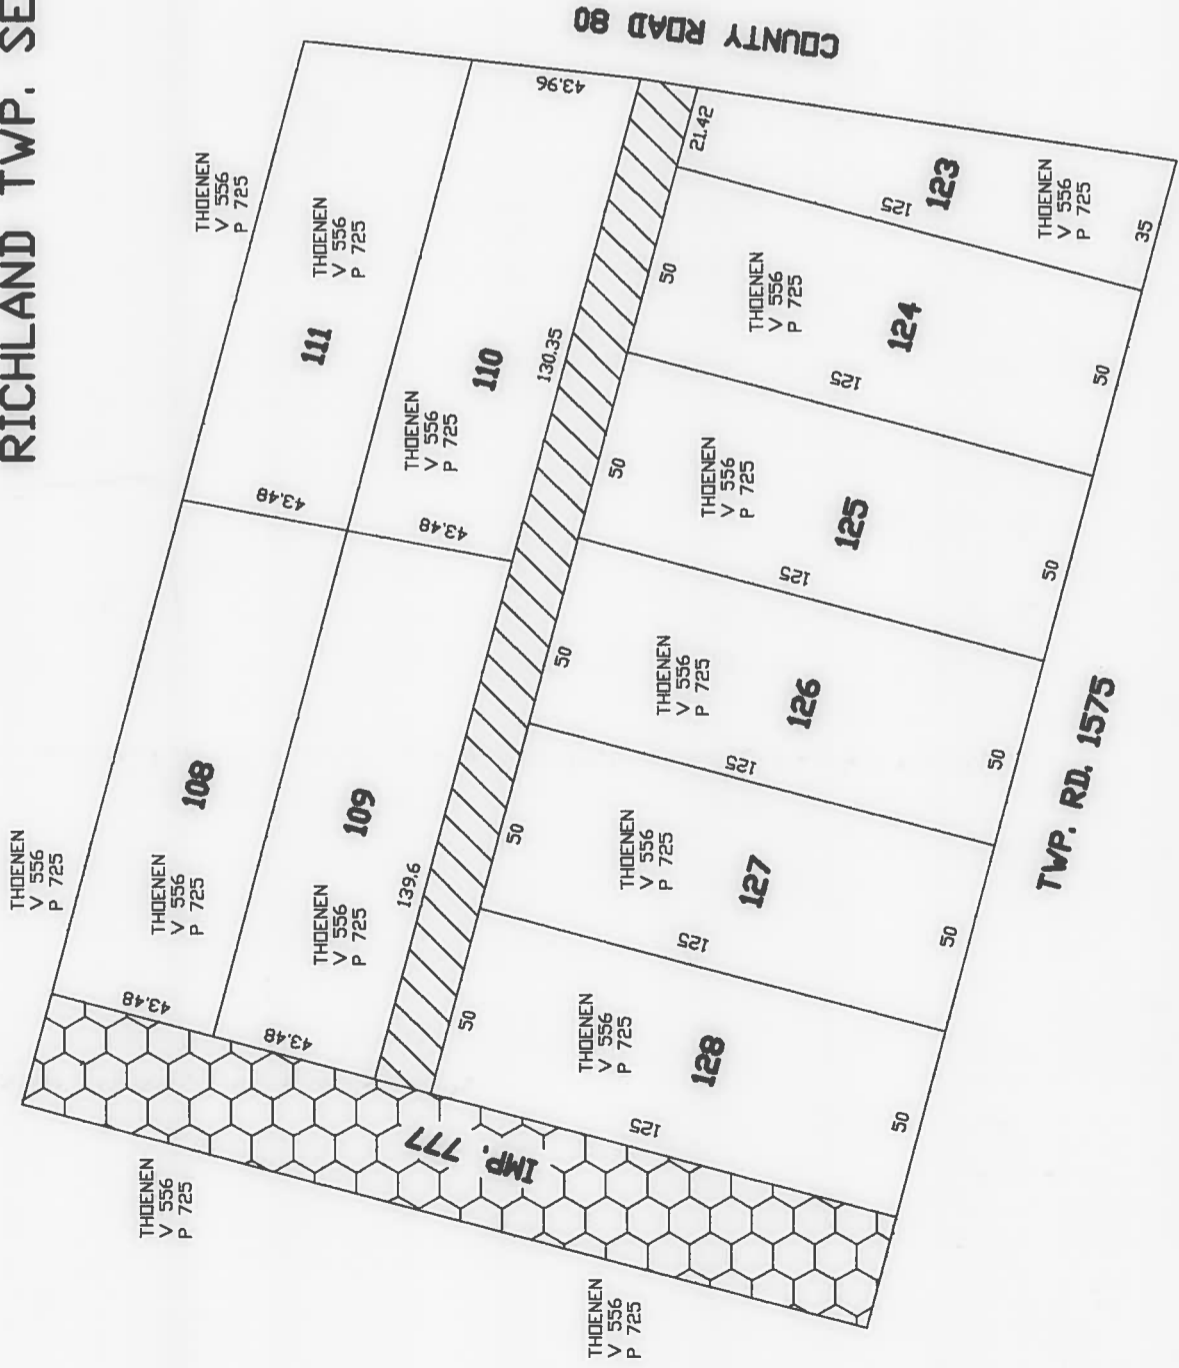 RICHLAND TWP. SE
COUNTY ROAD 80
THOENEN
V 556
P 725
THOENEN
V 556
P 725
111
43.96
21.42
123
125
THOENEN
V 556
P 725
35
43.48
110
THOENEN
V 556
P 725
130.35
50
THOENEN
V 556
P 725
124
125
50
43.48
50
THOENEN
V 556
P 725
125
125
50
THOENEN
V 556
P 725
108
THOENEN
V 556
P 725
43.48
109
THOENEN
V 556
P 725
139.6
43.48
50
THOENEN
V 556
P 725
126
125
50
50
THOENEN
V 556
P 725
127
125
50
50
THOENEN
V 556
P 725
128
125
50
TWP. RD. 1575
IMP. 777
THOENEN
V 556
P 725
THOENEN
V 556
P 725